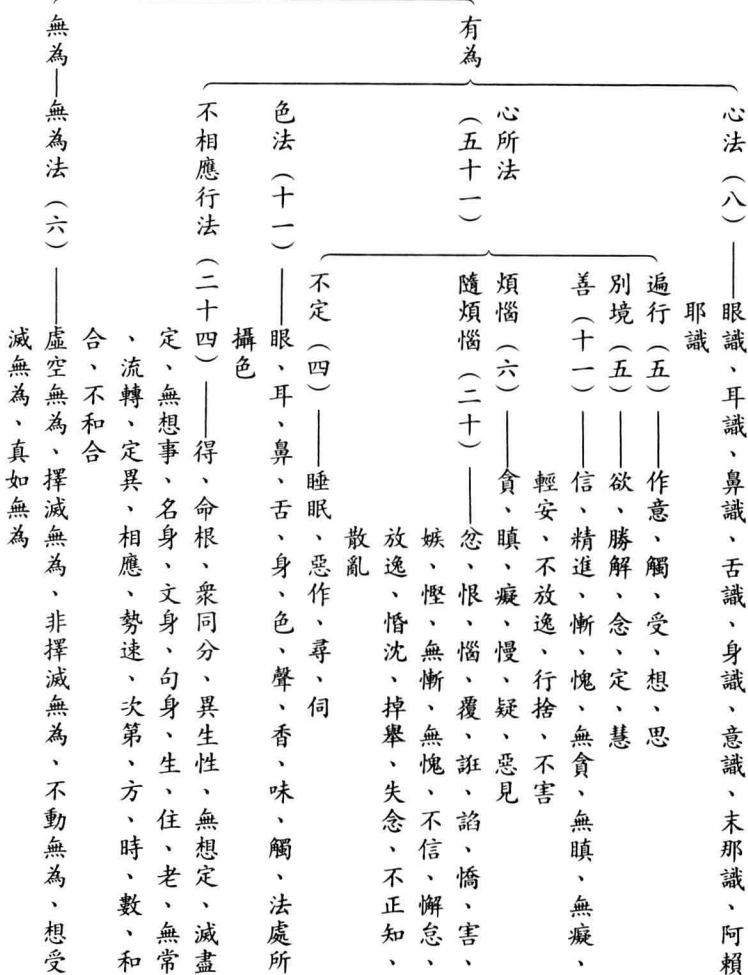 有為
心法（八）——眼識、耳識、鼻識、舌識、身識、意識、末那識、阿賴
耶識
心所法
（五十一）
遍行（五）——作意、觸、受、想、思
別境（五）——欲、勝解、念、定、慧
善（十一）——信、精進、慚、愧、無貪、無瞋、無癡、
輕安、不放逸、行捨、不害
煩惱（六）——貪、瞋、癡、慢、疑、惡見
隨煩惱（二十）——忿、恨、惱、覆、誑、諂、憍、害、
嫉、慳、無慚、無愧、不信、懈怠、
放逸、惛沈、掉舉、失念、不正知、
散亂
不定（四）——睡眠、惡作、尋、伺
色法（十一）——眼、耳、鼻、舌、身、色、聲、香、味、觸、法處所
攝色
不相應行法（二十四）——得、命根、衆同分、異生性、無想定、滅盡
定、無想事、名身、文身、句身、生、住、老、無常
、流轉、定異、相應、勢速、次第、方、時、數、和
合、不和合
無為—無為法（六）——虛空無為、擇滅無為、非擇滅無為、不動無為、想受
滅無為、真如無為